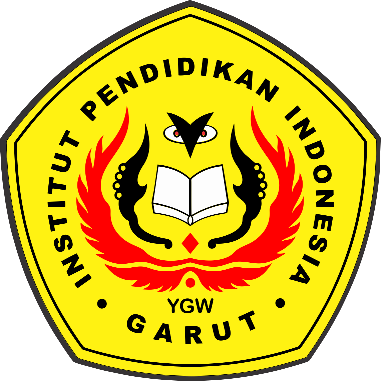 INSTITUT PENDIDIKAN INDONESIA
YGW
• GARUT •